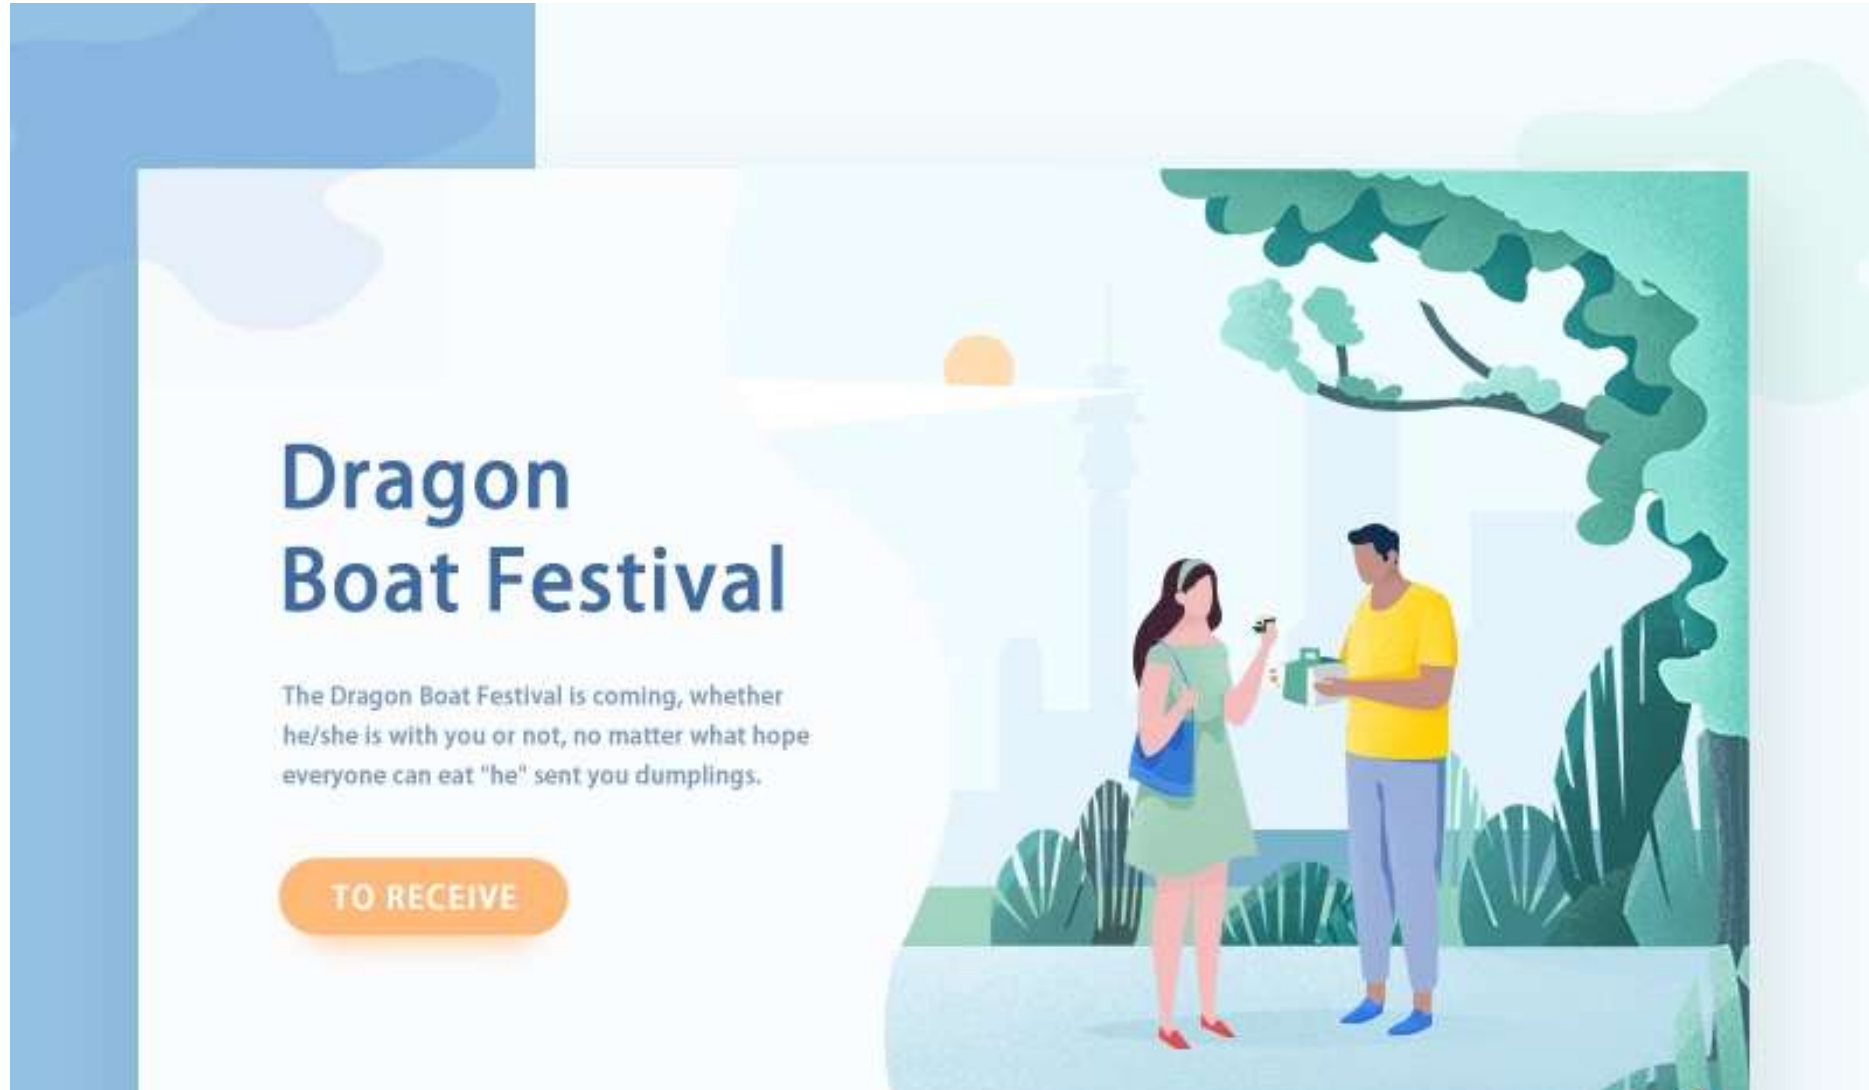 Dragon
Boat Festival
The Dragon Boat Festival is coming, whether
he/she is with you or not, no matter what hope
everyone can eat "he" sent you dumplings.
TO RECEIVE